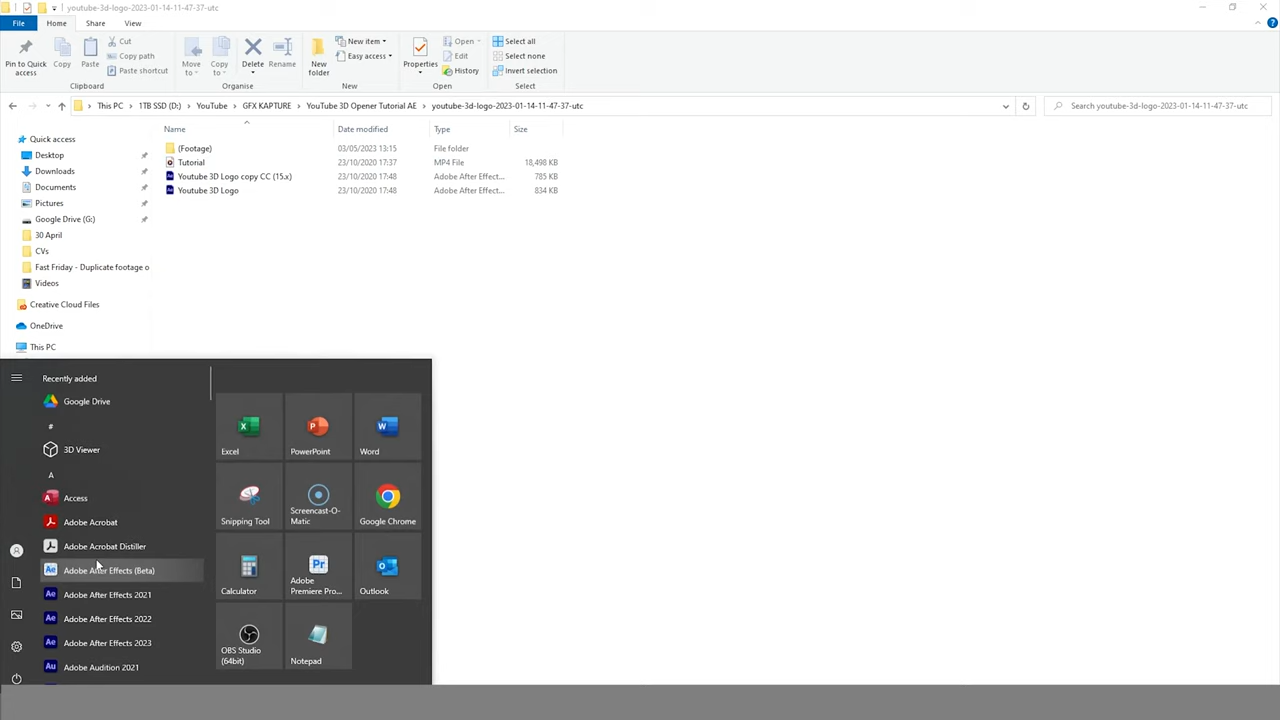 youtube-3d-logo-2023-01-14-11-47-37-utc
File Home Share View
Pin to Quick access
Copy
Paste
Cut
Copy path
Paste shortcut
Move to
Copy to
Delete
Rename
New folder
New item
Easy access
Properties
Open
Edit
History
Select all
Select none
Invert selection
Clipboard Organise New Open Select
This PC 1TB SSD (D:) YouTube GFX KAPTURE YouTube 3D Opener Tutorial AE youtube-3d-logo-2023-01-14-11-47-37-utc
Search youtube-3d-logo-2023-01-14-11-47-37-utc
Name Date modified Type Size
(Footage) 03/05/2023 13:15 File folder
Tutorial 23/10/2020 17:37 MP4 File 18,498 KB
Youtube 3D Logo copy CC (15.x) 23/10/2020 17:48 Adobe After Effect... 785 KB
Youtube 3D Logo 23/10/2020 17:48 Adobe After Effect... 834 KB
Quick access
Desktop
Downloads
Documents
Pictures
Google Drive (G:)
30 April
CVs
Fast Friday - Duplicate footage o
Videos
Creative Cloud Files
OneDrive
This PC
Recently added
Google Drive
#
3D Viewer
A
Access
Adobe Acrobat
Adobe Acrobat Distiller
Adobe After Effects (Beta)
Adobe After Effects 2021
Adobe After Effects 2022
Adobe After Effects 2023
Adobe Audition 2021
Excel
PowerPoint
Word
Snipping Tool
Screencast-O-Matic
Google Chrome
Calculator
Adobe Premiere Pro...
Outlook
OBS Studio (64bit)
Notepad